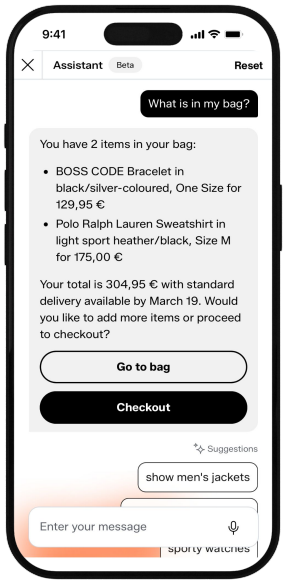 9:41
Assistant Beta Reset
What is in my bag?
You have 2 items in your bag:
• BOSS CODE Bracelet in
black/silver-coloured, One Size for
129,95 €
• Polo Ralph Lauren Sweatshirt in
light sport heather/black, Size M
for 175,00 €
Your total is 304,95 € with standard
delivery available by March 19. Would
you like to add more items or proceed
to checkout?
Go to bag
Checkout
Suggestions
show men's jackets
Enter your message
sporty watches